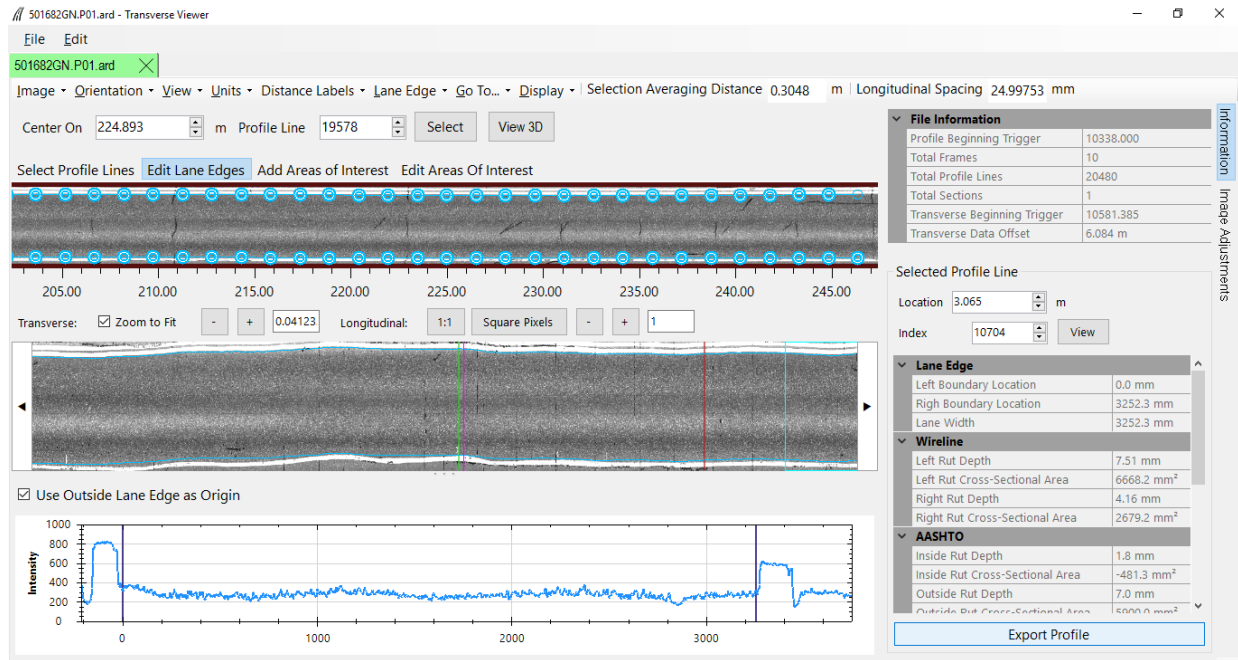 501682GN.P01.ard - Transverse Viewer
File Edit
501682GN.P01.ard
Image Orientation View Units Distance Labels Lane Edge Go To... Display Selection Averaging Distance 0.3048 m Longitudinal Spacing 24.99753 mm
Center On 224.893 m Profile Line 19578 Select View 3D
Select Profile Lines Edit Lane Edges Add Areas of Interest Edit Areas Of Interest
205.00 210.00 215.00 220.00 225.00 230.00 235.00 240.00 245.00
Transverse: Zoom to Fit - + 0.04123 Longitudinal: 1:1 Square Pixels - + 1
Use Outside Lane Edge as Origin
Intensity
1000
800
600
400
200
0
0 1000 2000 3000
File Information
Profile Beginning Trigger 10338.000
Total Frames 10
Total Profile Lines 20480
Total Sections 1
Transverse Beginning Trigger 10581.385
Transverse Data Offset 6.084 m
Selected Profile Line
Location 3.065 m
Index 10704 View
Lane Edge
Left Boundary Location 0.0 mm
Righ Boundary Location 3252.3 mm
Lane Width 3252.3 mm
Wireline
Left Rut Depth 7.51 mm
Left Rut Cross-Sectional Area 6668.2 mm²
Right Rut Depth 4.16 mm
Right Rut Cross-Sectional Area 2679.2 mm²
AASHTO
Inside Rut Depth 1.8 mm
Inside Rut Cross-Sectional Area -481.3 mm²
Outside Rut Depth 7.0 mm
Outside Rut Cross-Sectional Area 5900.0 mm²
Export Profile
Information
Image Adjustments